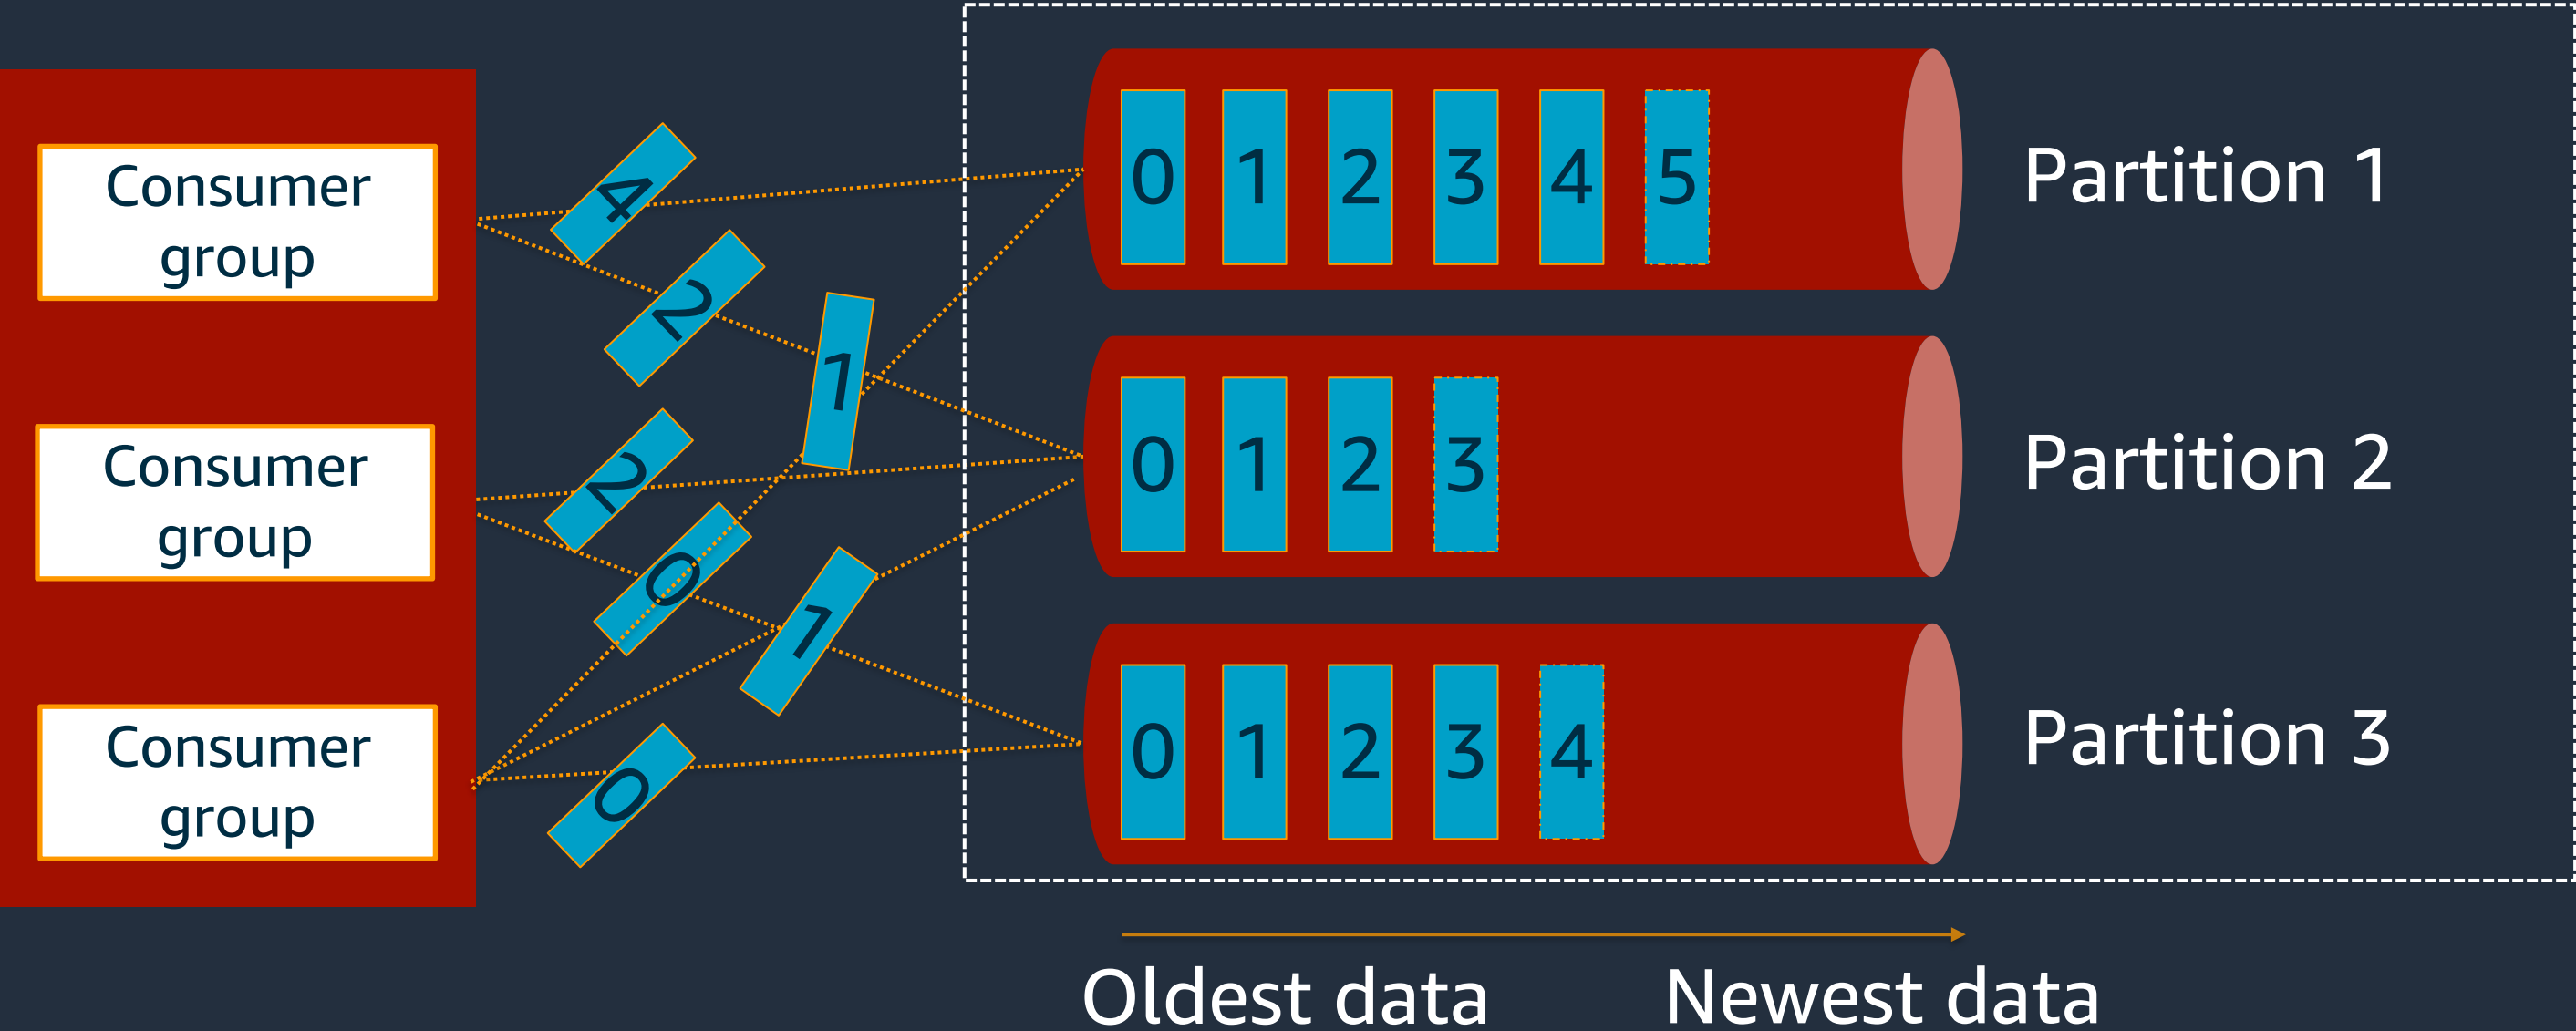 Consumer
group
Consumer
group
Consumer
group
4
2
1
2
0
1
0
0 1 2 3 4 5
Partition 1
0 1 2 3
Partition 2
0 1 2 3 4
Partition 3
Oldest data
Newest data